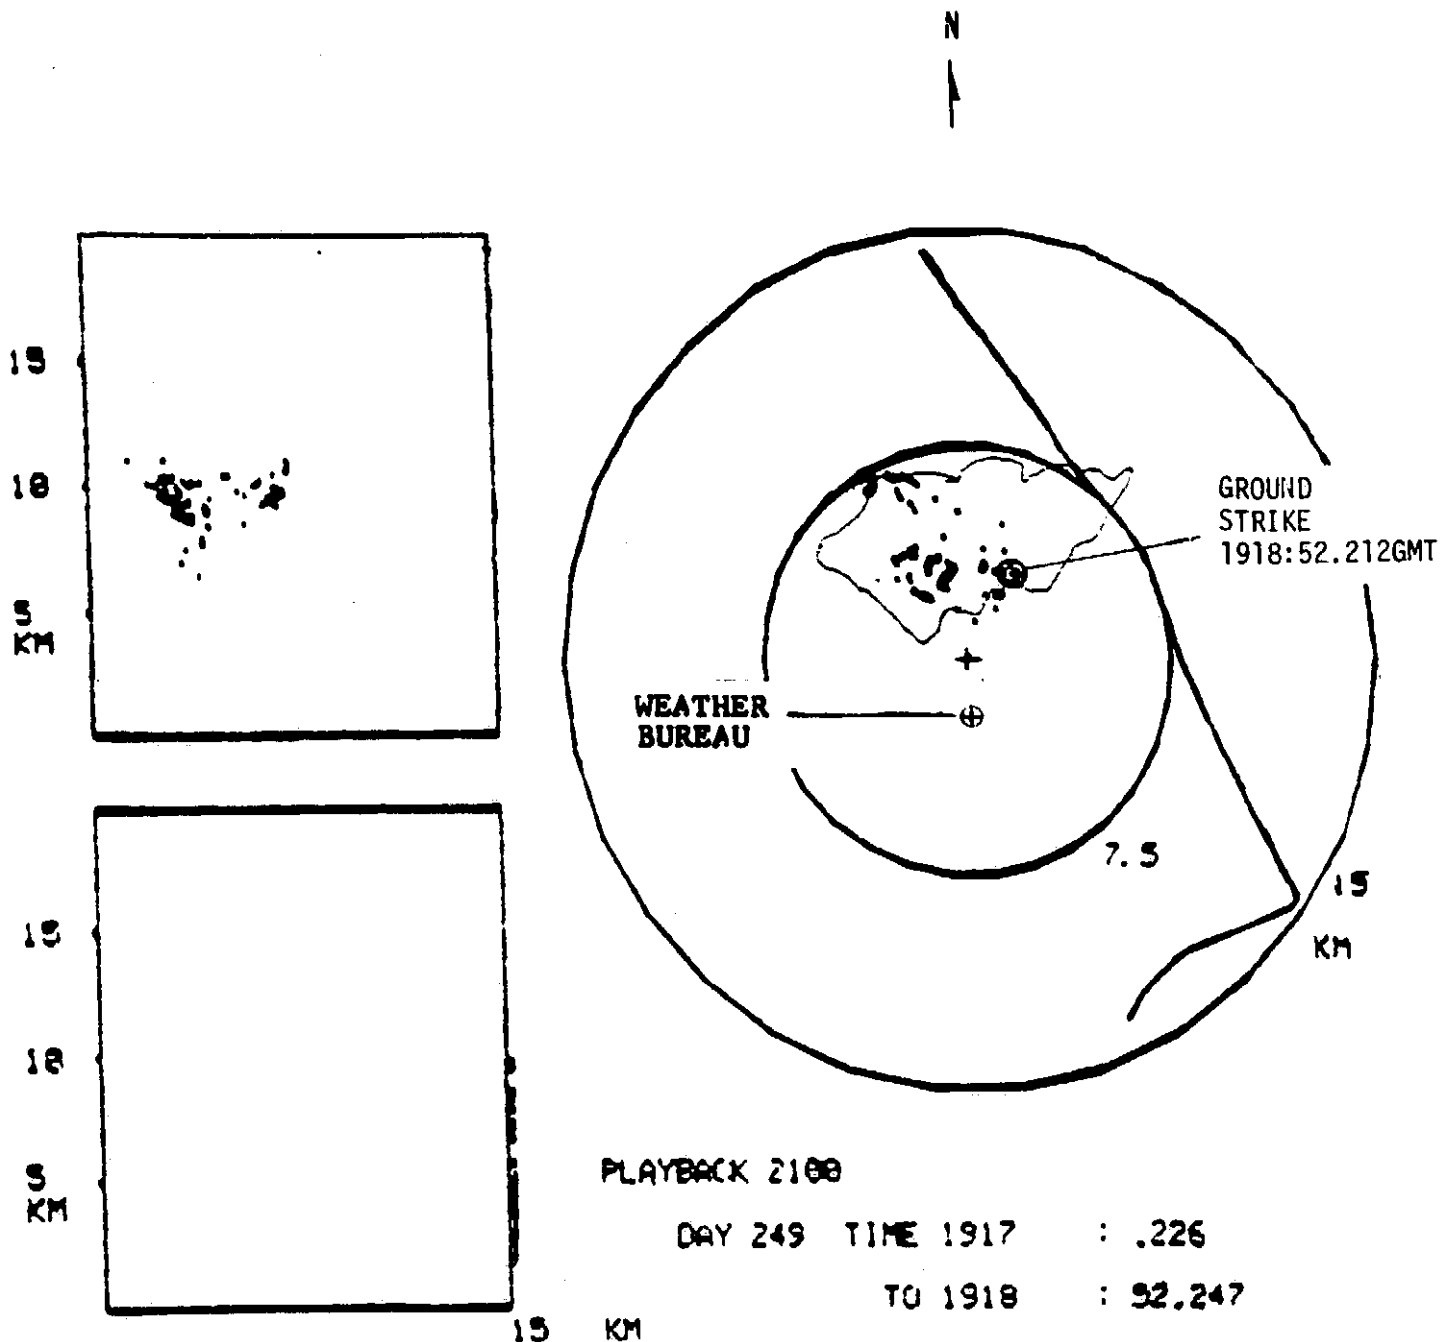 N
15
10
5
KM
GROUND
STRIKE
1918:52.212GMT
WEATHER
BUREAU
7.5
15
KM
15
10
5
KM
15 KM
PLAYBACK 2100
DAY 249 TIME 1917 : .226
TO 1918 : 52.247